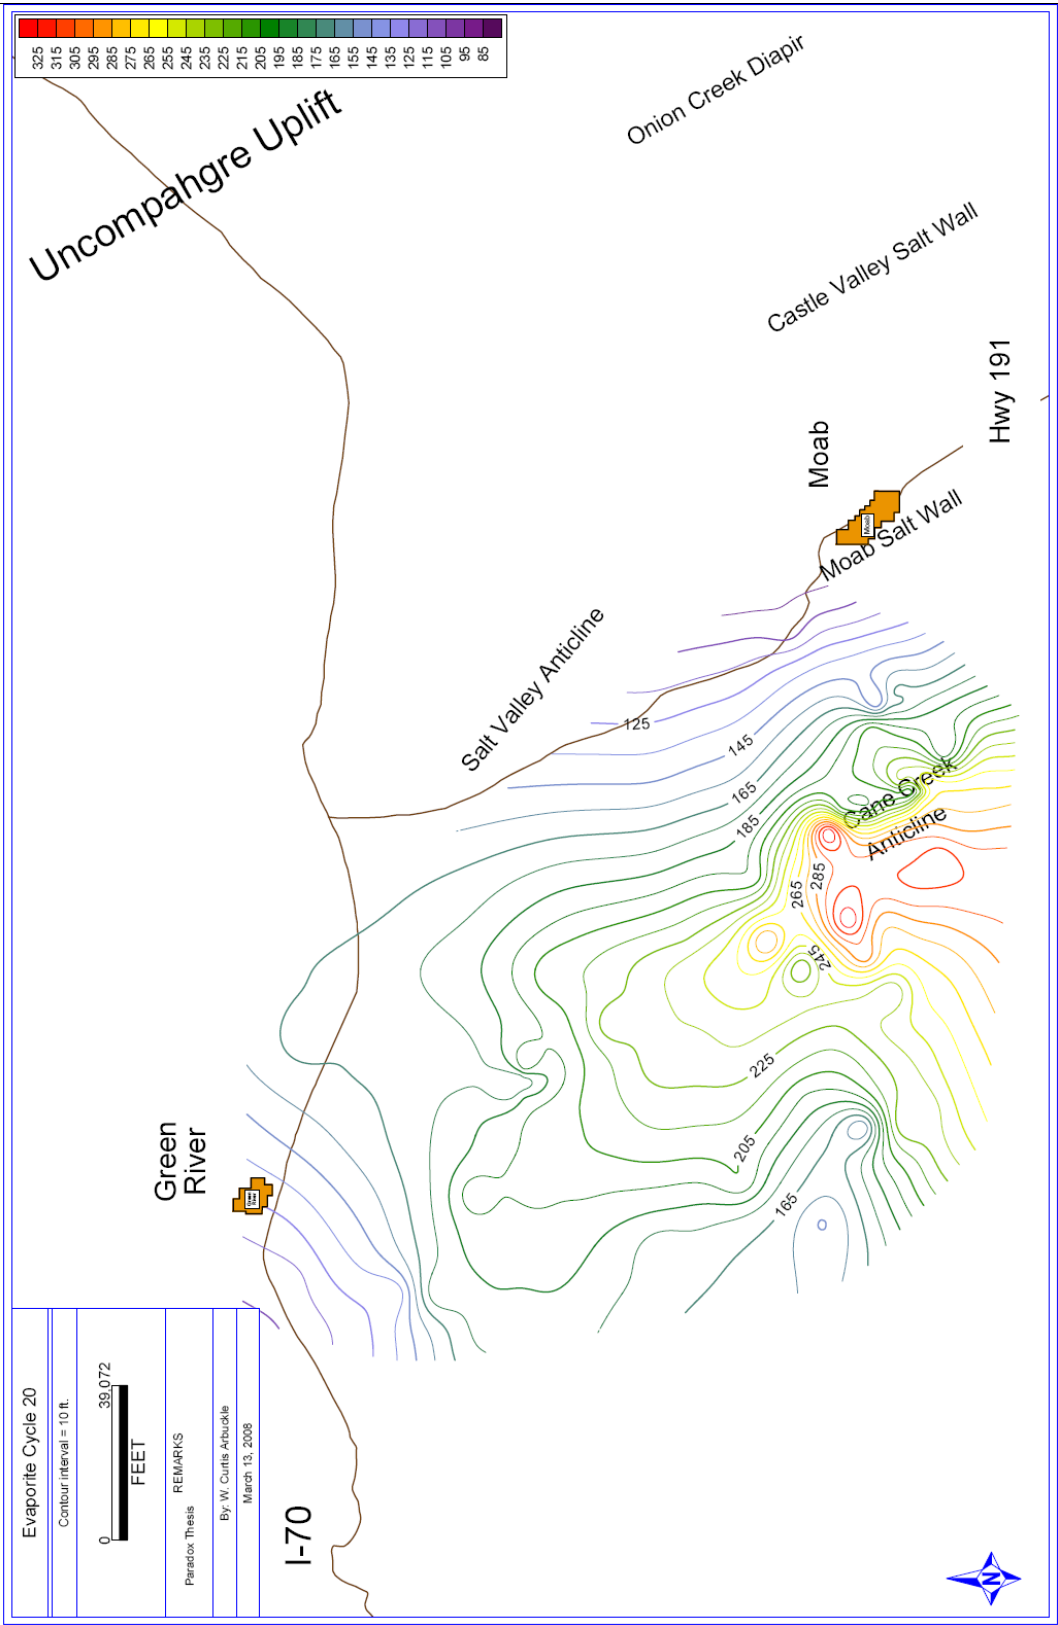 Evaporite Cycle 20
Contour interval = 10 ft.
0 39,072
FEET
REMARKS
Paradox Thesis
By: W. Curtis Arbuckle
March 13, 2008
325
315
305
295
285
275
265
255
245
235
225
215
205
195
185
175
165
155
145
135
125
115
105
95
85
Uncompahgre Uplift
Onion Creek Diapir
Castle Valley Salt Wall
Hwy 191
Moab
Moab
Moab Salt Wall
Salt Valley Anticline
Cane Creek
Anticline
Green
River
Green
River
I-70
125
145
165
185
265
285
245
225
205
165
N